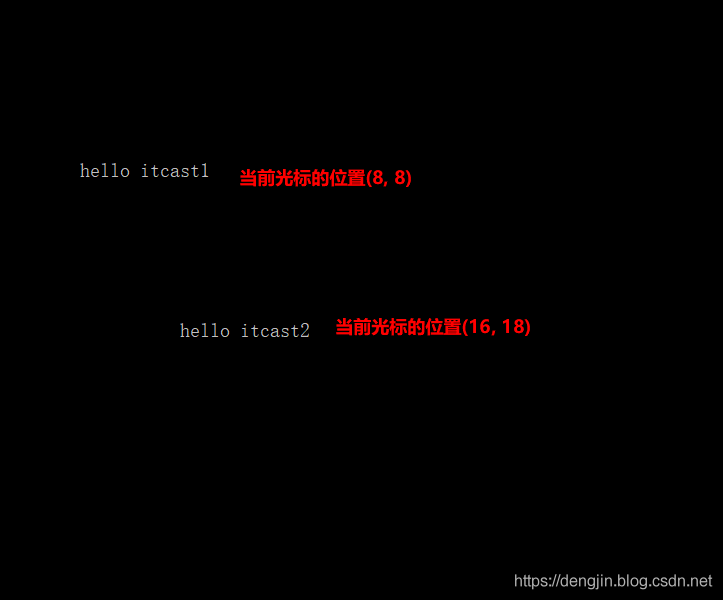 hello itcast1 当前光标的位置(8, 8)
hello itcast2 当前光标的位置(16, 18)
https://dengjin.blog.csdn.net